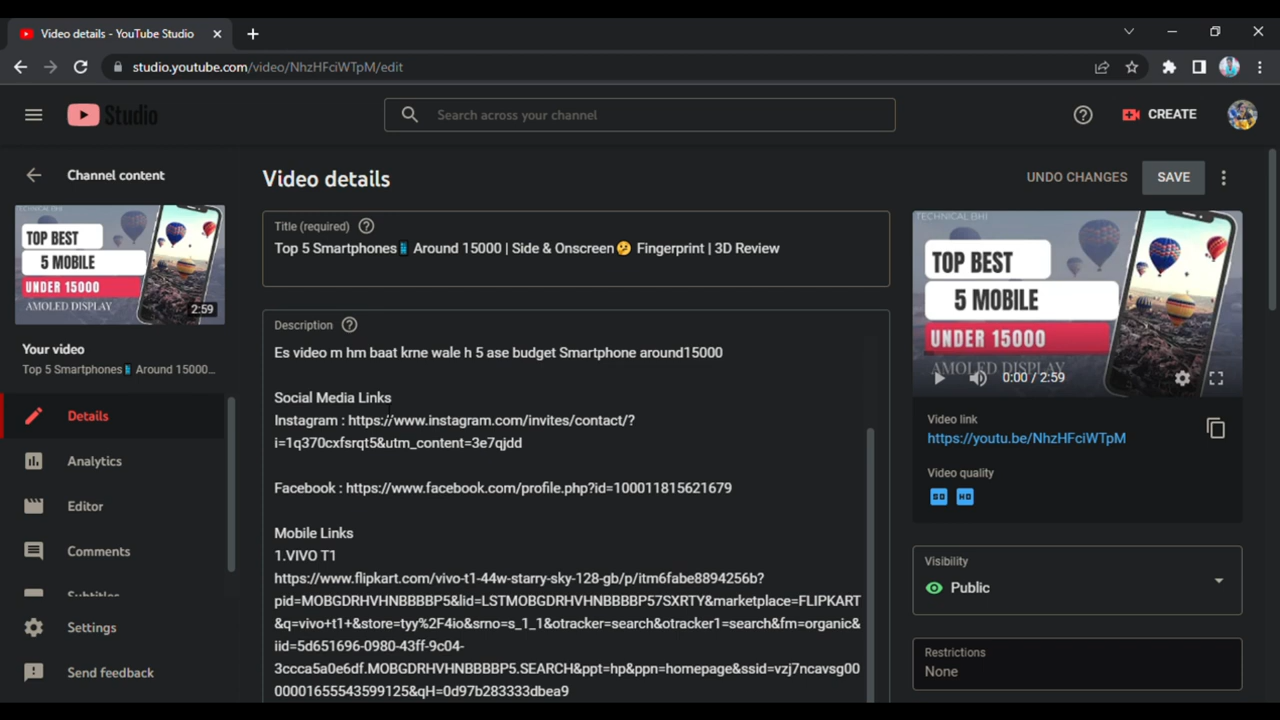 Video details - YouTube Studio
studio.youtube.com/video/NhzHFciWTpM/edit
Studio
Search across your channel
CREATE
Channel content
Video details
UNDO CHANGES
SAVE
TOP BEST
5 MOBILE
UNDER 15000
AMOLED DISPLAY
2:59
Your video
Top 5 Smartphones📱 Around 15000...
Details
Analytics
Editor
Comments
Subtitles
Settings
Send feedback
Title (required)
Top 5 Smartphones📱 Around 15000 | Side & Onscreen🤔 Fingerprint | 3D Review
Description
Es video m hm baat krne wale h 5 ase budget Smartphone around15000
Social Media Links
Instagram : https://www.instagram.com/invites/contact/?
i=1q370cxfsrqt5&utm_content=3e7qjdd
Facebook : https://www.facebook.com/profile.php?id=100011815621679
Mobile Links
1.VIVO T1
https://www.flipkart.com/vivo-t1-44w-starry-sky-128-gb/p/itm6fabe8894256b?
pid=MOBGDRHVHNBBBBP5&lid=LSTMOBGDRHVHNBBBBP57SXRTY&marketplace=FLIPKART
&q=vivo+t1+&store=tyy%2F4io&srno=s_1_1&otracker=search&otracker1=search&fm=organic&
iid=5d651696-0980-43ff-9c04-
3ccca5a0e6df.MOBGDRHVHNBBBBP5.SEARCH&ppt=hp&ppn=homepage&ssid=vzj7ncavsg00
00001655543599125&qH=0d97b283333dbea9
TECHNICAL BHI
TOP BEST
5 MOBILE
UNDER 15000
AMOLED DISPLAY
0:00 / 2:59
Video link
https://youtu.be/NhzHFciWTpM
Video quality
SD HD
Visibility
Public
Restrictions
None